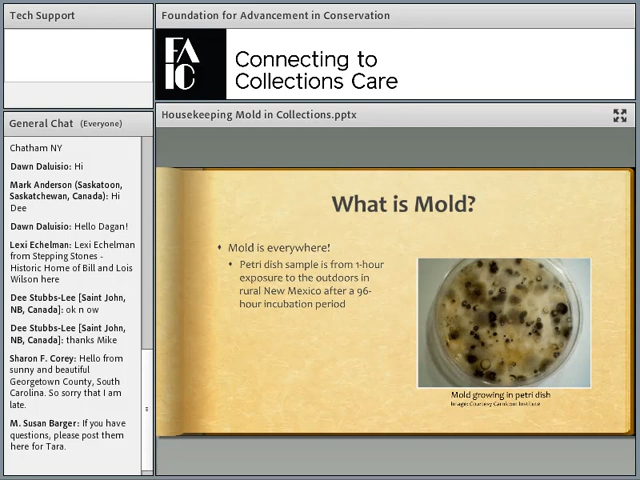 Tech Support
Foundation for Advancement in Conservation
FA
IC
Connecting to
Collections Care
General Chat (Everyone)
Chatham NY
Dawn Daluisio: Hi
Mark Anderson (Saskatoon,
Saskatchewan, Canada): Hi
Dee
Dawn Daluisio: Hello Dagan!
Lexi Echelman: Lexi Echelman
from Stepping Stones -
Historic Home of Bill and Lois
Wilson here
Dee Stubbs-Lee [Saint John,
NB, Canada]: ok n ow
Dee Stubbs-Lee [Saint John,
NB, Canada]: thanks Mike
Sharon F. Corey: Hello from
sunny and beautiful
Georgetown County, South
Carolina. So sorry that I am
late.
M. Susan Barger: If you have
questions, please post them
here for Tara.
Housekeeping Mold in Collections.pptx
What is Mold?
Mold is everywhere!
Petri dish sample is from 1-hour
exposure to the outdoors in
rural New Mexico after a 96-
hour incubation period
Mold growing in petri dish
Image: Courtesy Institute